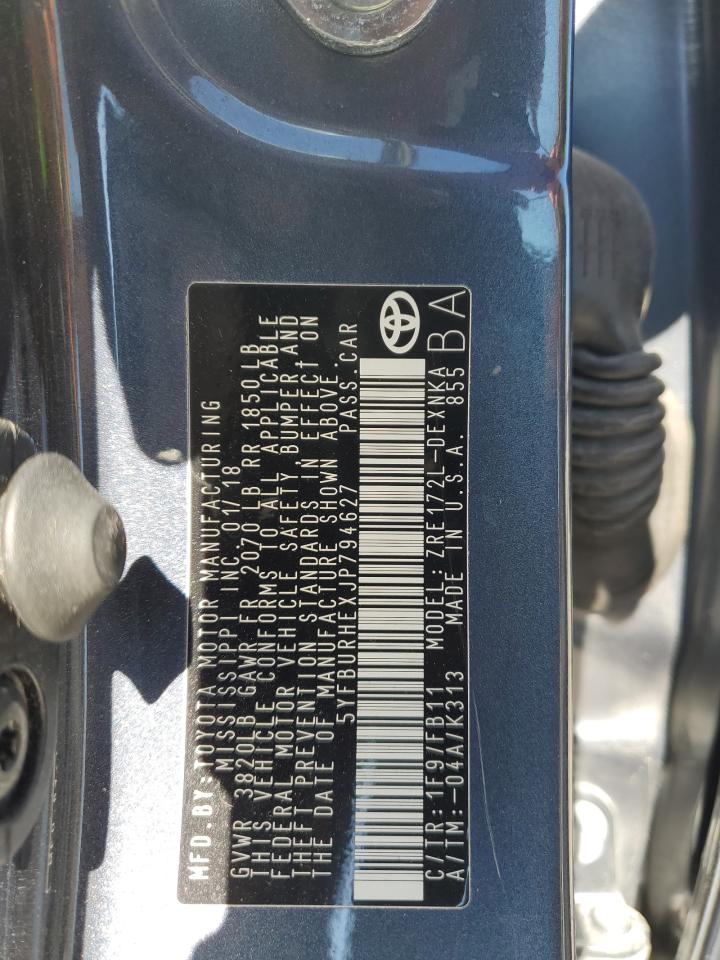 MFD.BY:TOYOTA MOTOR MANUFACTURING
MISSISSIPPI INC.01/18
GVWR 3820LB GAWR FR 2070 LB RR 1850 LB
THIS VEHICLE CONFORMS TO ALL APPLICABLE
FEDERAL MOTOR VEHICLE SAFETY, BUMPER AND
THEFT PREVENTION STANDARDS IN EFFECT ON
THE DATE OF MANUFACTURE SHOWN ABOVE.
5YFBURHEXJP794627 PASS.CAR
C/TR:1F9/FB11 MODEL:ZRE172L-DEXNKA
A/TM:-04A/K313 MADE IN U.S.A. 855
BA